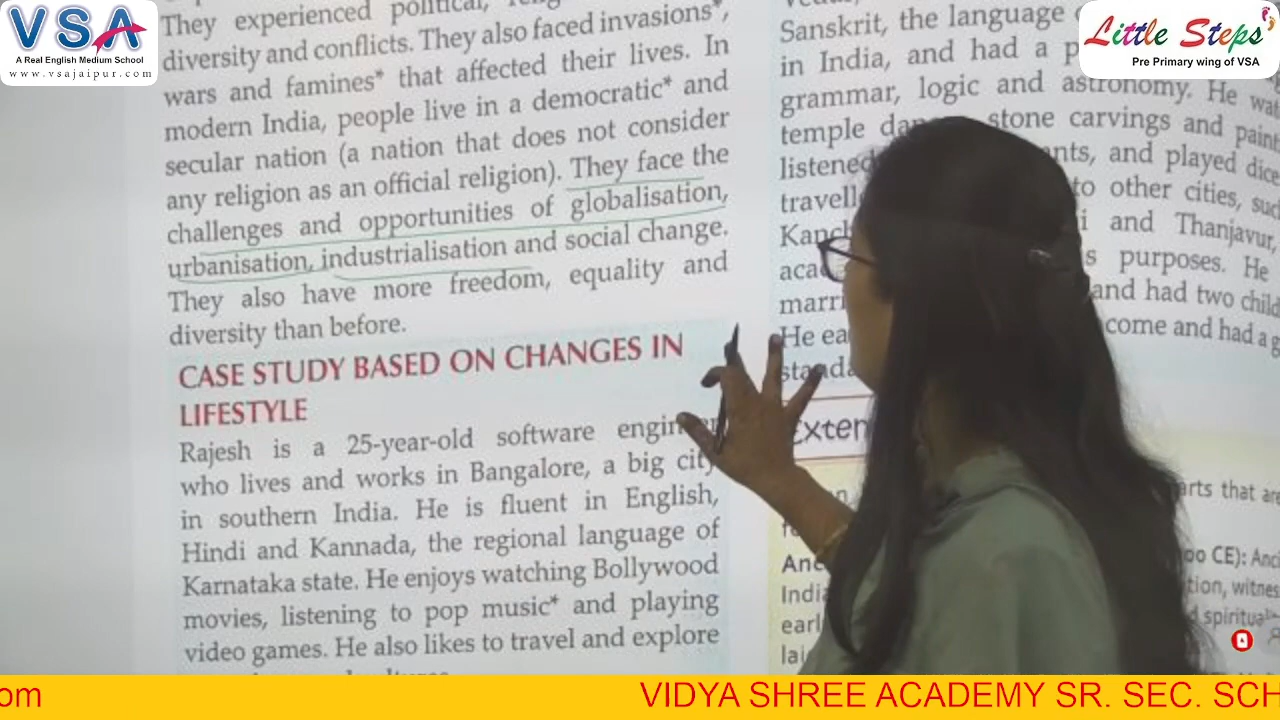 VSA
A Real English Medium School
www.vsajaipur.com
Little Steps
Pre Primary wing of VSA
They experienced political,
diversity and conflicts. They also faced invasions*,
wars and famines* that affected their lives. In
modern India, people live in a democratic* and
secular nation (a nation that does not consider
any religion as an official religion). They face the
challenges and opportunities of globalisation,
urbanisation, industrialisation and social change.
They also have more freedom, equality and
diversity than before.
CASE STUDY BASED ON CHANGES IN
LIFESTYLE
Rajesh is a 25-year-old software
who lives and works in Bangalore, a big city
in southern India. He is fluent in English,
Hindi and Kannada, the regional language of
Karnataka state. He enjoys watching Bollywood
movies, listening to pop music* and playing
video games. He also likes to travel and explore
Sanskrit, the language
in India, and had a
grammar, logic and astronomy. He
temple stone carvings and
listened and played dice
to other cities,
and Thanjavur,
purposes. He
and had two
He come and had a
arts that
India
VIDYA SHREE ACADEMY SR. SEC. SCH
om